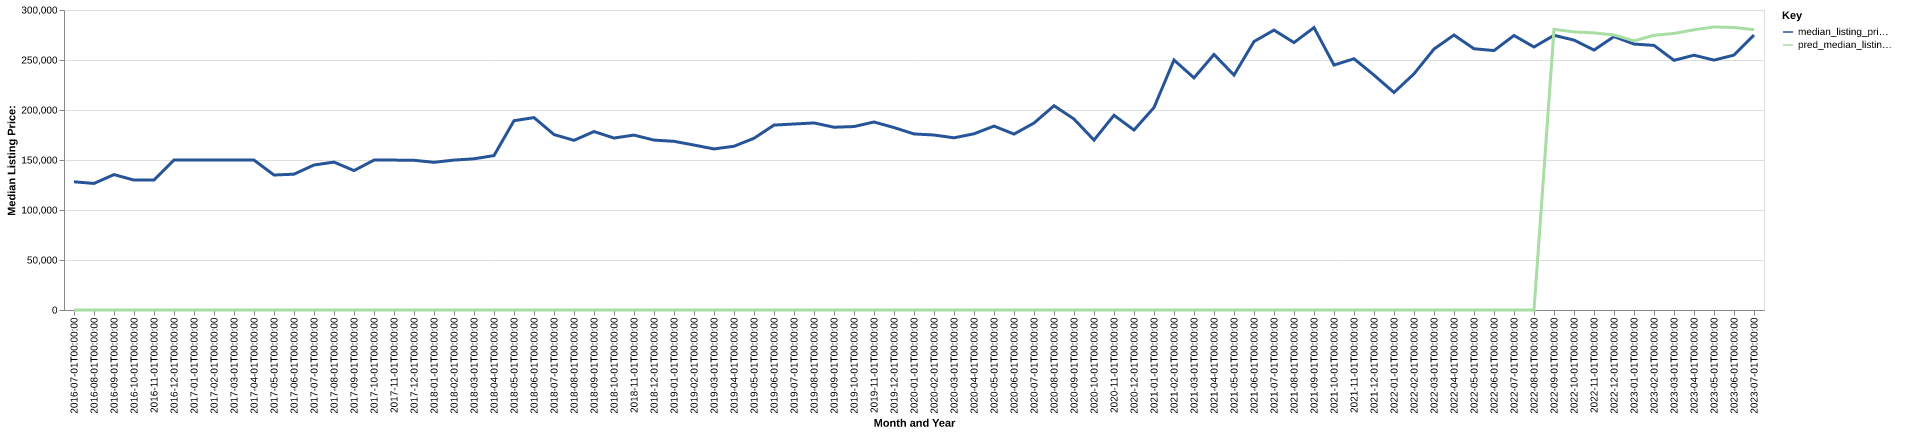 300,000
250,000
200,000
150,000
100,000
50,000
0
Median Listing Price:
2016-07-01T00:00:00
2016-08-01T00:00:00
2016-09-01T00:00:00
2016-10-01T00:00:00
2016-11-01T00:00:00
2016-12-01T00:00:00
2017-01-01T00:00:00
2017-02-01T00:00:00
2017-03-01T00:00:00
2017-04-01T00:00:00
2017-05-01T00:00:00
2017-06-01T00:00:00
2017-07-01T00:00:00
2017-08-01T00:00:00
2017-09-01T00:00:00
2017-10-01T00:00:00
2017-11-01T00:00:00
2017-12-01T00:00:00
2018-01-01T00:00:00
2018-02-01T00:00:00
2018-03-01T00:00:00
2018-04-01T00:00:00
2018-05-01T00:00:00
2018-06-01T00:00:00
2018-07-01T00:00:00
2018-08-01T00:00:00
2018-09-01T00:00:00
2018-10-01T00:00:00
2018-11-01T00:00:00
2018-12-01T00:00:00
2019-01-01T00:00:00
2019-02-01T00:00:00
2019-03-01T00:00:00
2019-04-01T00:00:00
2019-05-01T00:00:00
2019-06-01T00:00:00
2019-07-01T00:00:00
2019-08-01T00:00:00
2019-09-01T00:00:00
2019-10-01T00:00:00
2019-11-01T00:00:00
2019-12-01T00:00:00
2020-01-01T00:00:00
2020-02-01T00:00:00
2020-03-01T00:00:00
2020-04-01T00:00:00
2020-05-01T00:00:00
2020-06-01T00:00:00
2020-07-01T00:00:00
2020-08-01T00:00:00
2020-09-01T00:00:00
2020-10-01T00:00:00
2020-11-01T00:00:00
2020-12-01T00:00:00
2021-01-01T00:00:00
2021-02-01T00:00:00
2021-03-01T00:00:00
2021-04-01T00:00:00
2021-05-01T00:00:00
2021-06-01T00:00:00
2021-07-01T00:00:00
2021-08-01T00:00:00
2021-09-01T00:00:00
2021-10-01T00:00:00
2021-11-01T00:00:00
2021-12-01T00:00:00
2022-01-01T00:00:00
2022-02-01T00:00:00
2022-03-01T00:00:00
2022-04-01T00:00:00
2022-05-01T00:00:00
2022-06-01T00:00:00
2022-07-01T00:00:00
2022-08-01T00:00:00
2022-09-01T00:00:00
2022-10-01T00:00:00
2022-11-01T00:00:00
2022-12-01T00:00:00
2023-01-01T00:00:00
2023-02-01T00:00:00
2023-03-01T00:00:00
2023-04-01T00:00:00
2023-05-01T00:00:00
2023-06-01T00:00:00
2023-07-01T00:00:00
Month and Year
Key
median_listing_pri…
pred_median_listin…